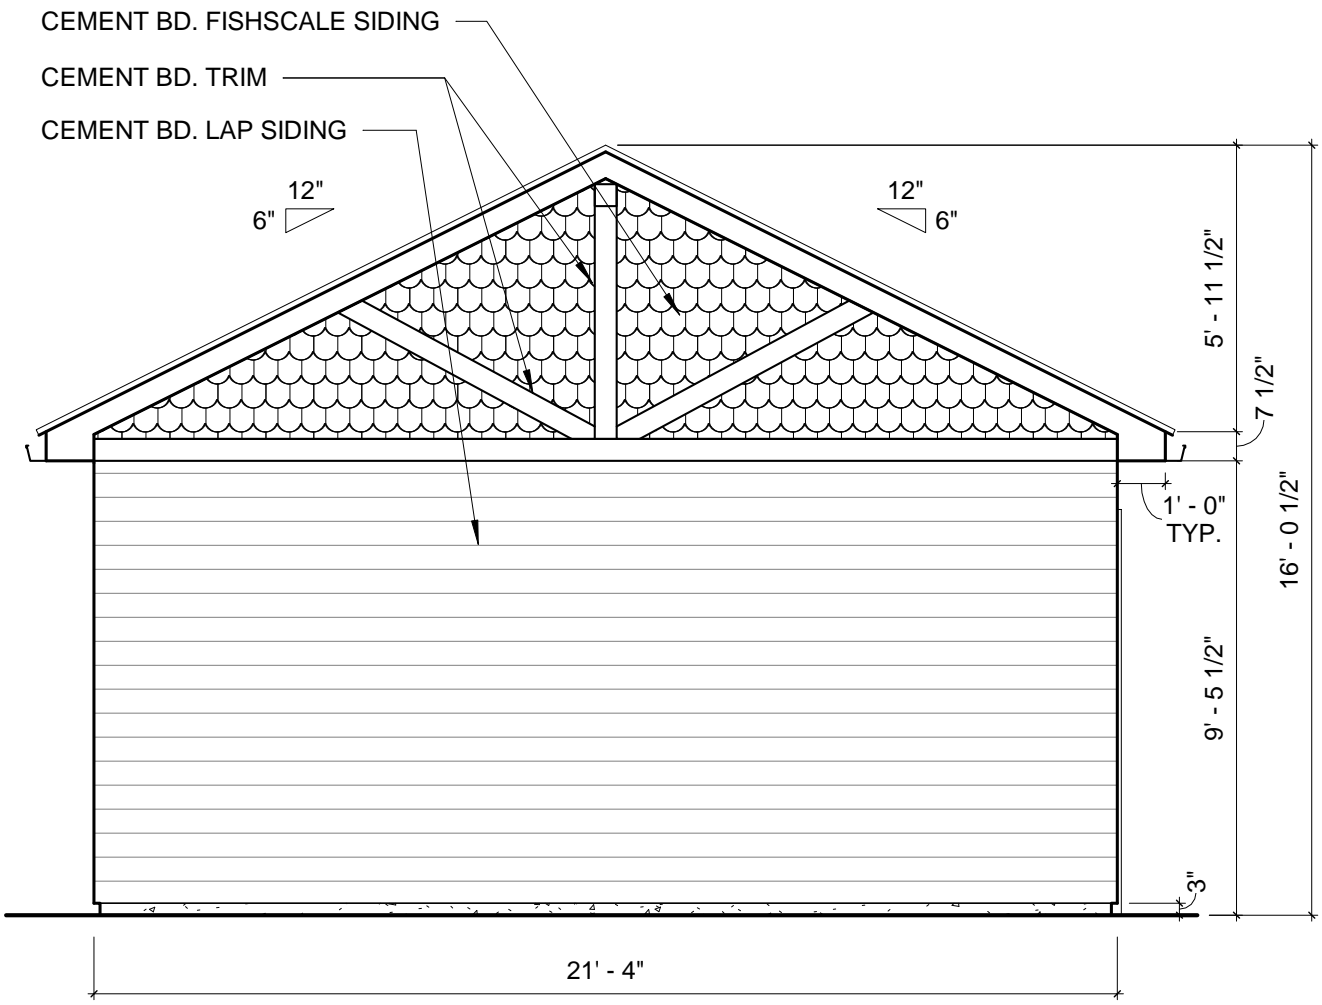 CEMENT BD. FISHSCALE SIDING
CEMENT BD. TRIM
CEMENT BD. LAP SIDING
12"
6"
12"
6"
5' - 11 1/2"
7 1/2"
1' - 0"
TYP.
16' - 0 1/2"
9' - 5 1/2"
3"
21' - 4"